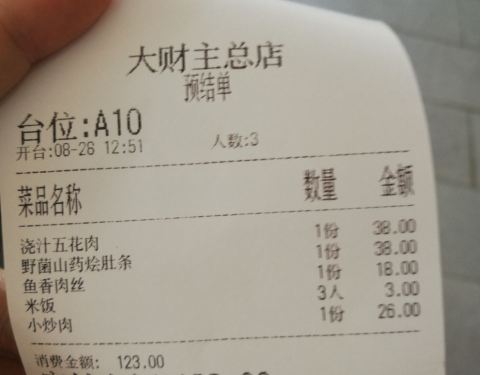 大财主总店
预结单
台位:A10
开台:08-26 12:51 人数:3
菜品名称 数量 金额
浇汁五花肉 1份 38.00
野菌山药烩肚条 1份 38.00
鱼香肉丝 1份 18.00
米饭 3人 3.00
小炒肉 1份 26.00
消费金额: 123.00